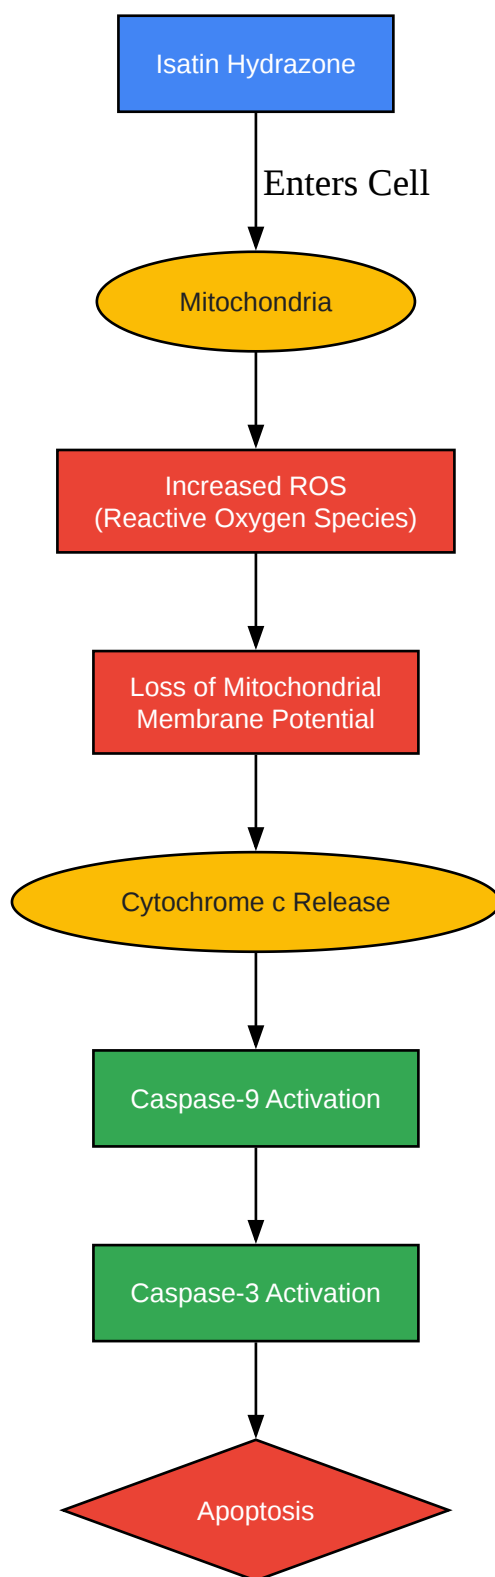 Isatin Hydrazone
Enters Cell
Mitochondria
Increased ROS
(Reactive Oxygen Species)
Loss of Mitochondrial
Membrane Potential
Cytochrome c Release
Caspase-9 Activation
Caspase-3 Activation
Apoptosis